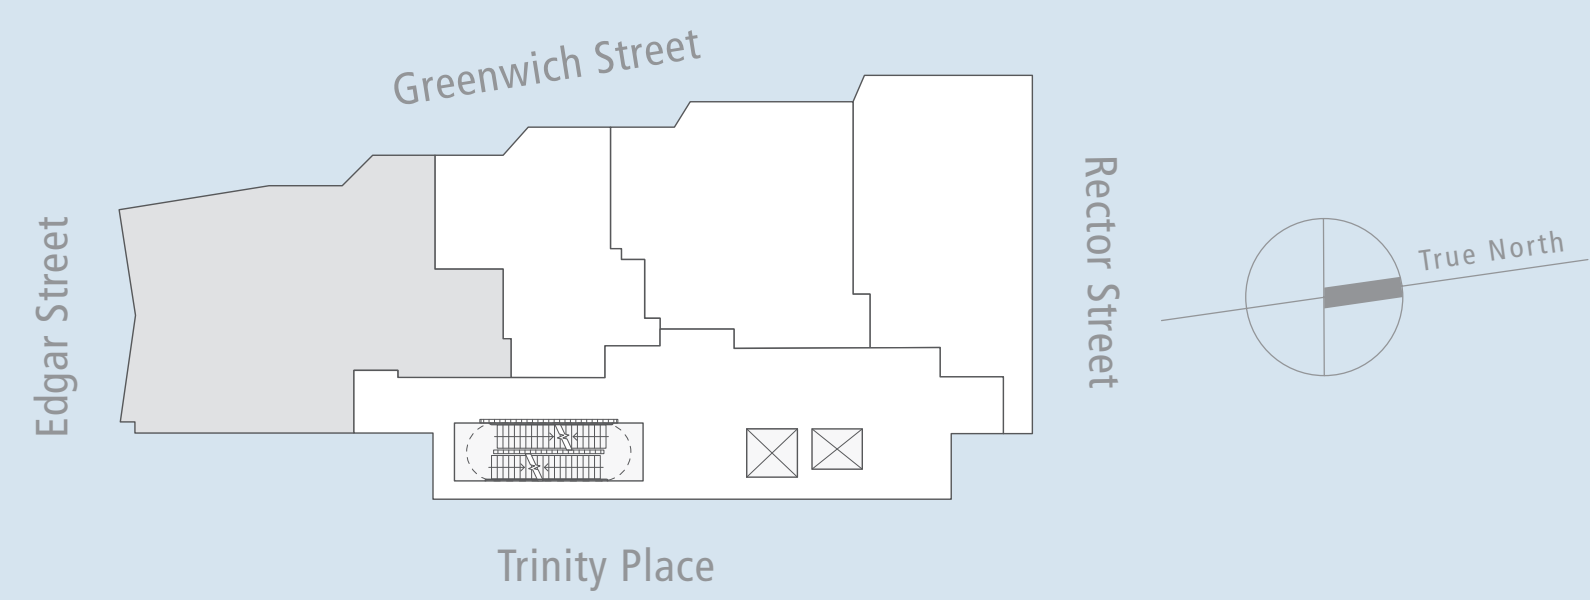 Greenwich Street
Edgar Street
Rector Street
True North
Trinity Place